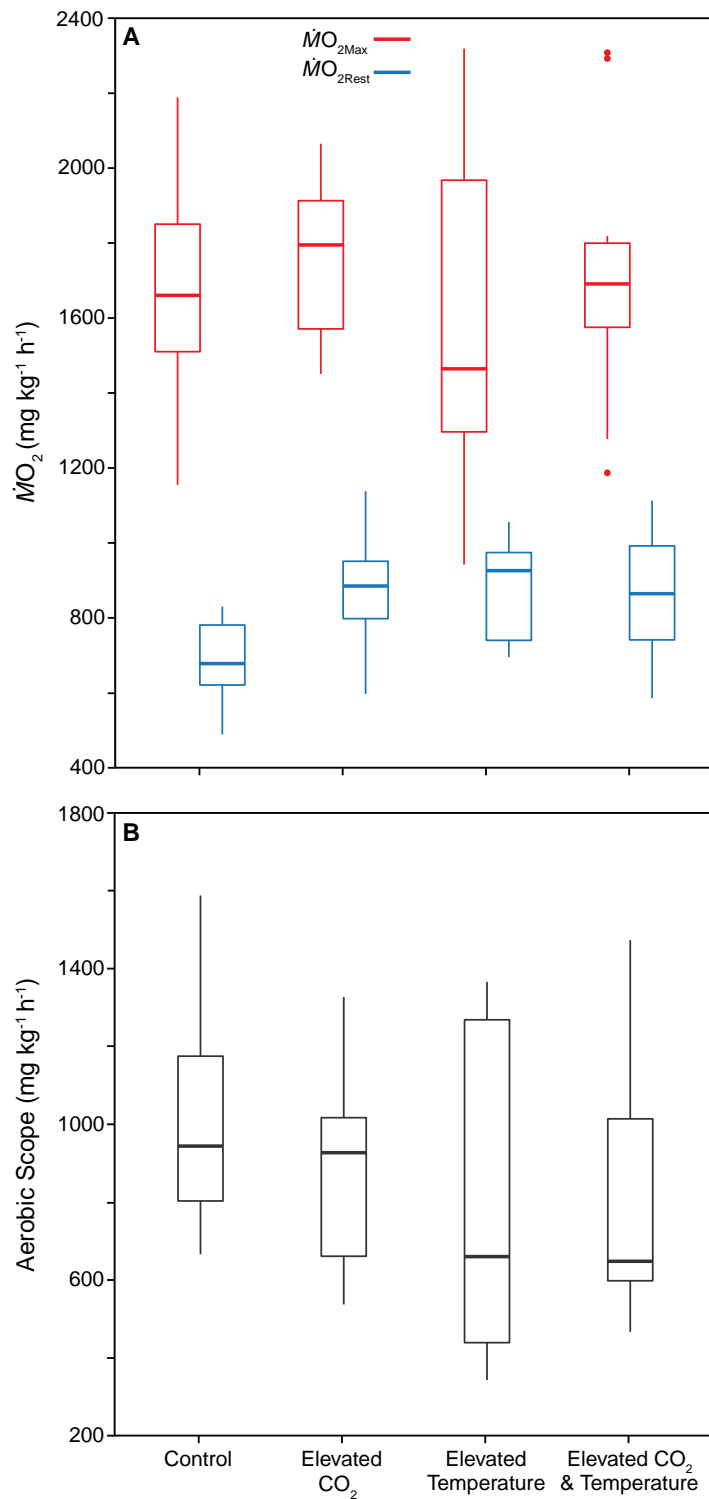 A
ṀO₂Max
ṀO₂Rest
2400
2000
1600
1200
800
400
ṀO₂ (mg kg⁻¹ h⁻¹)
B
1800
1400
1000
600
200
Aerobic Scope (mg kg⁻¹ h⁻¹)
Control
Elevated
CO₂
Elevated
Temperature
Elevated CO₂
& Temperature